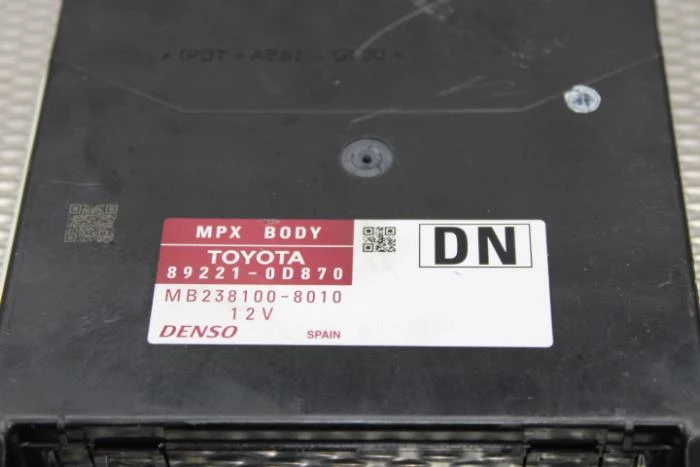 MPX BODY
TOYOTA
89221-0D870
DN
MB238100-8010
12V
DENSO SPAIN